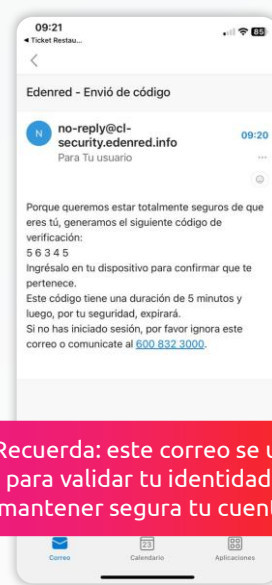 09:21
85
Ticket Restau...
Edenred - Envió de código
N
no-reply@cl-
security.edenred.info
09:20
Para Tu usuario
Porque queremos estar totalmente seguros de que
eres tú, generamos el siguiente código de
verificación:
5 6 3 4 5
Ingrésalo en tu dispositivo para confirmar que te
pertenece.
Este código tiene una duración de 5 minutos y
luego, por tu seguridad, expirará.
Si no has iniciado sesión, por favor ignora este
correo o comunicate al 600 832 3000.
Recuerda: este correo se u
para validar tu identidad
mantener segura tu cuent
23
Correo
Calendario
Aplicaciones